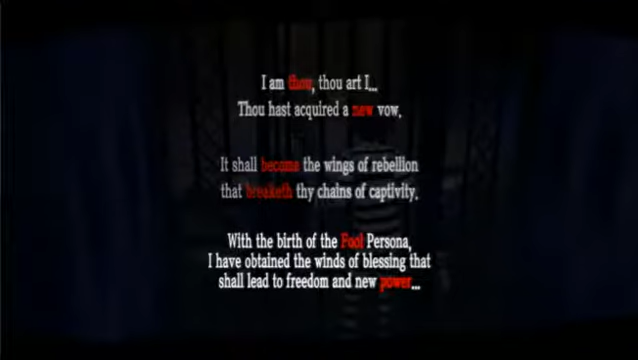 I am thou, thou art I...
Thou hast acquired a new vow.
It shall become the wings of rebellion
that breaketh thy chains of captivity.
With the birth of the Fool Persona,
I have obtained the winds of blessing that
shall lead to freedom and new power...